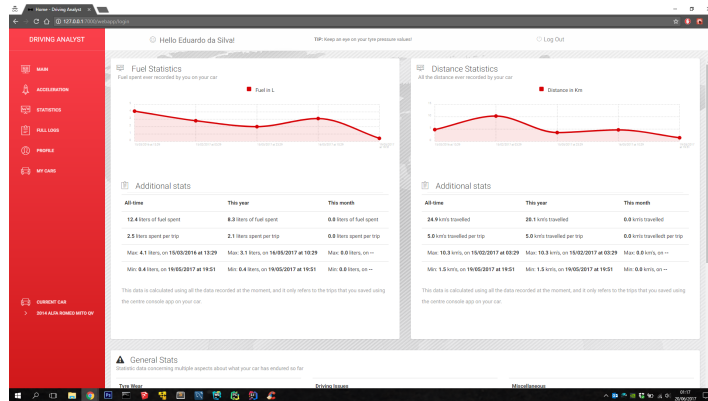 Home - Driving Analyst
127.0.0.1:7000/webapp/login
DRIVING ANALYST
Hello Eduardo da Silva!
TIP: Keep an eye on your tyre pressure values!
Log Out
MAIN
ACCELERATION
STATISTICS
FULL LOGS
PROFILE
MY CARS
CURRENT CAR
2014 ALFA ROMEO MITO QV
Fuel Statistics
Fuel spent ever recorded by you on your car
Fuel in L
Additional stats
All-time This year This month
12.4 liters of fuel spent 8.3 liters of fuel spent 0.0 liters of fuel spent
2.5 liters spent per trip 2.1 liters spent per trip 0.0 liters spent per trip
Max: 4.1 liters, on 15/03/2016 at 13:29 Max: 3.1 liters, on 16/05/2017 at 10:29 Max: 0.0 liters, on --
Min: 0.4 liters, on 19/05/2017 at 19:51 Min: 0.4 liters, on 19/05/2017 at 19:51 Min: 0.0 liters, on --
This data is calculated using all the data recorded at the moment, and it only refers to the trips that you saved using
the centre console app on your car.
Distance Statistics
All the distance ever recorded by your car
Distance in Km
Additional stats
All-time This year This month
24.9 km's travelled 20.1 km's travelled 0.0 km's travelled
5.0 km's travelled per trip 5.0 km's travelled per trip 0.0 km's travelled per trip
Max: 10.3 kms, on 15/02/2017 at 03:29 Max: 10.3 kms, on 15/02/2017 at 03:29 Max: 0.0 kms, on --
Min: 1.5 kms, on 19/05/2017 at 19:51 Min: 1.5 kms, on 19/05/2017 at 19:51 Min: 0.0 kms, on --
This data is calculated using all the data recorded at the moment, and it only refers to the trips that you saved using
the centre console app on your car.
General Stats
Statistic data concerning multiple aspects about what your car has endured so far
Tyre Wear Driving Issues Miscellaneous
01:17
20/06/2017